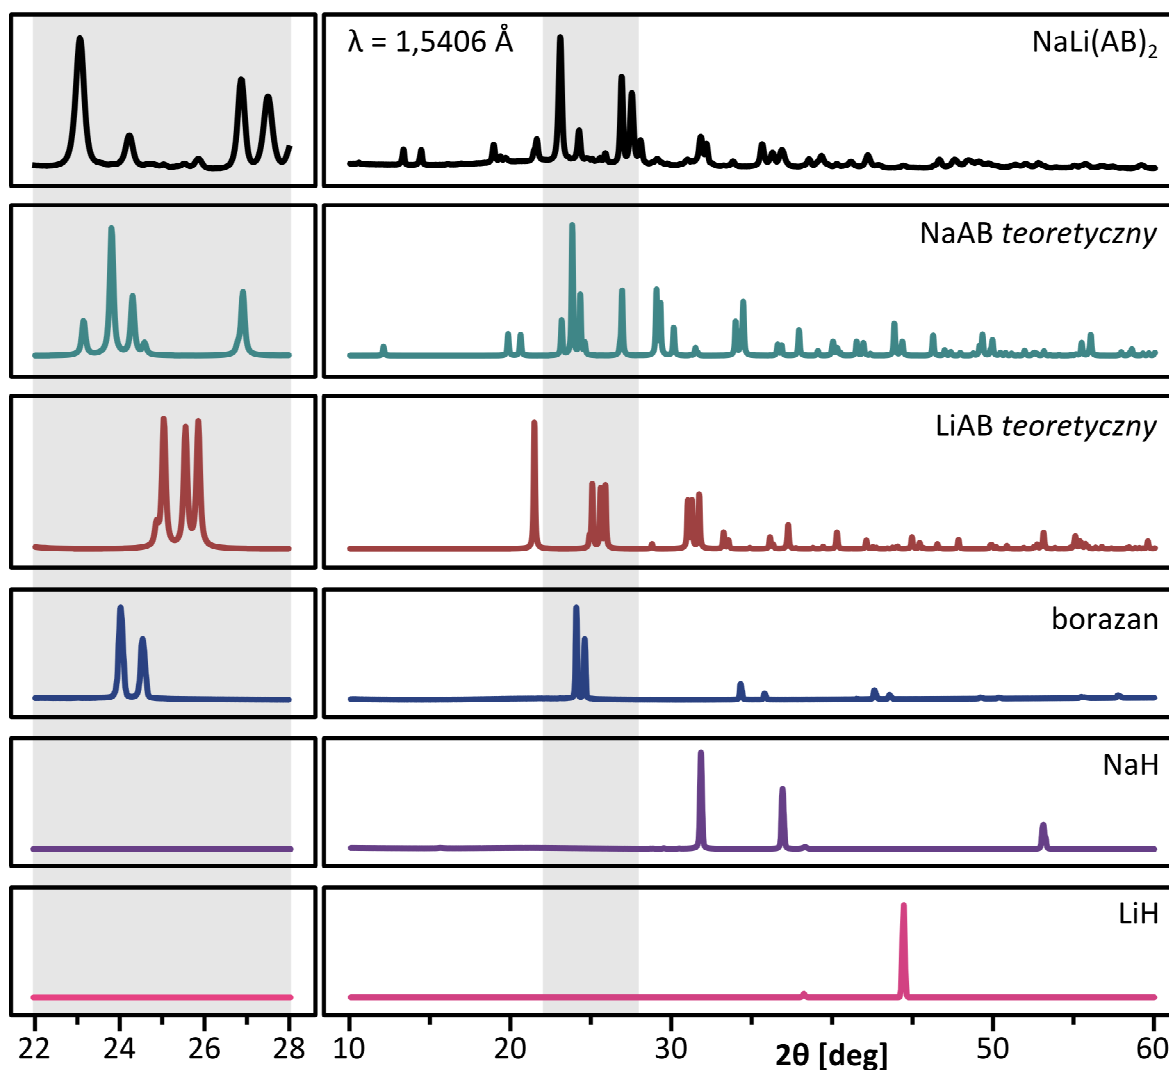 λ = 1,5406 Å
NaLi(AB)₂
NaAB teoretyczny
LiAB teoretyczny
borazan
NaH
LiH
22 24 26 28 10 20 30 50 60
2θ [deg]